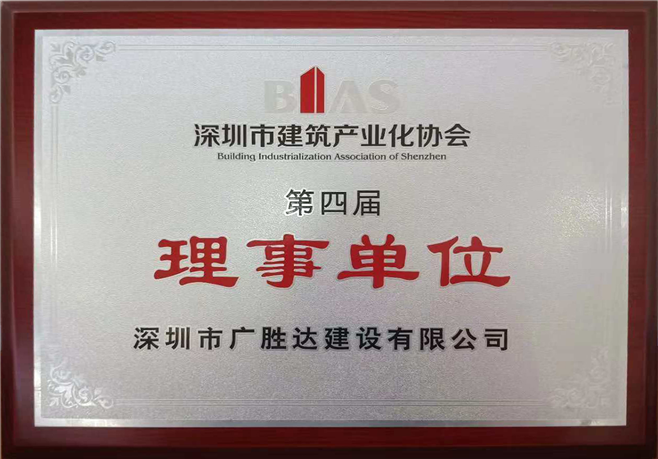 BIAS
深圳市建筑产业化协会
Building Industrialization Association of Shenzhen
第四届
理事单位
深圳市广胜达建设有限公司